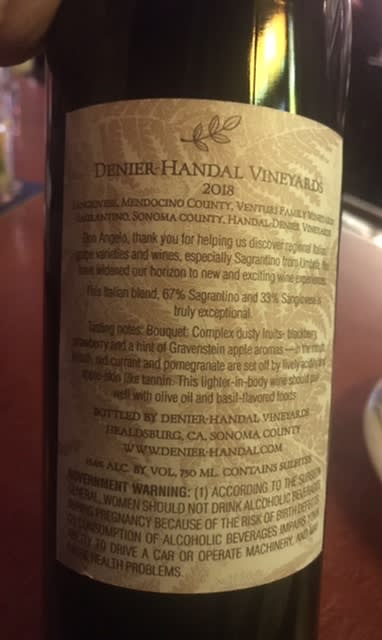 DENIER-HANDAL VINEYARDS
2018
SANGIOVESE, MENDOCINO COUNTY, VENTURI FAMILY VINEYARDS
SAGRANTINO, SONOMA COUNTY, HANDAL-DENIER VINEYARDS
Don Angelo, thank you for helping us discover regional Italian
grape varieties and wines, especially Sagrantino from Umbria. You
have widened our horizon to new and exciting wine experiences.
This Italian blend, 67% Sagrantino and 33% Sangiovese is
truly exceptional.
Tasting notes: Bouquet: Complex dusty fruits- blackberry,
strawberry and a hint of Gravenstein apple aromas —in the mouth,
red currant and pomegranate are set off by lively acidity and
apple-skin like tannin. This lighter-in-body wine should pair
well with olive oil and basil-flavored foods.
BOTTLED BY DENIER-HANDAL VINEYARDS
HEALDSBURG, CA, SONOMA COUNTY
WWW.DENIER-HANDAL.COM
ALC. BY VOL. 750 ML. CONTAINS SULFITES
GOVERNMENT WARNING: (1) ACCORDING TO THE SURGEON
GENERAL, WOMEN SHOULD NOT DRINK ALCOHOLIC BEVERAGES
DURING PREGNANCY BECAUSE OF THE RISK OF BIRTH DEFECTS.
(2) CONSUMPTION OF ALCOHOLIC BEVERAGES IMPAIRS YOUR
ABILITY TO DRIVE A CAR OR OPERATE MACHINERY, AND MAY
CAUSE HEALTH PROBLEMS.